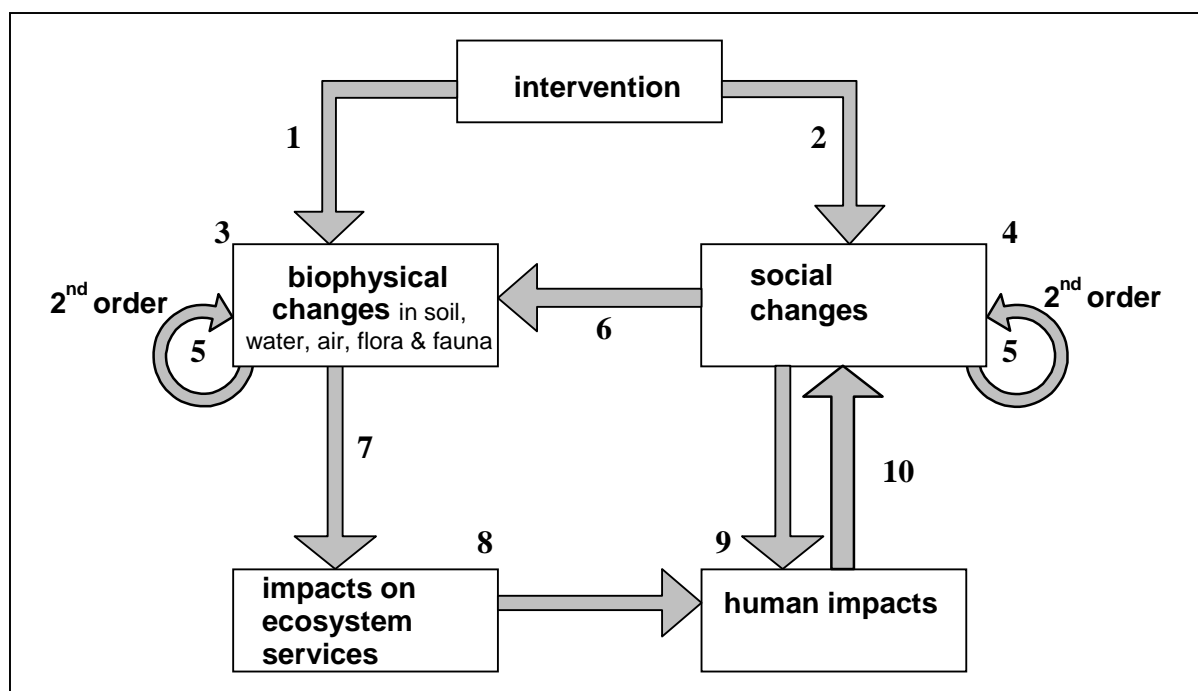 intervention
1
2
3
4
biophysical
changes in soil,
water, air, flora & fauna
social
changes
2nd order
2nd order
5
6
5
7
10
8
9
impacts on
ecosystem
services
human impacts